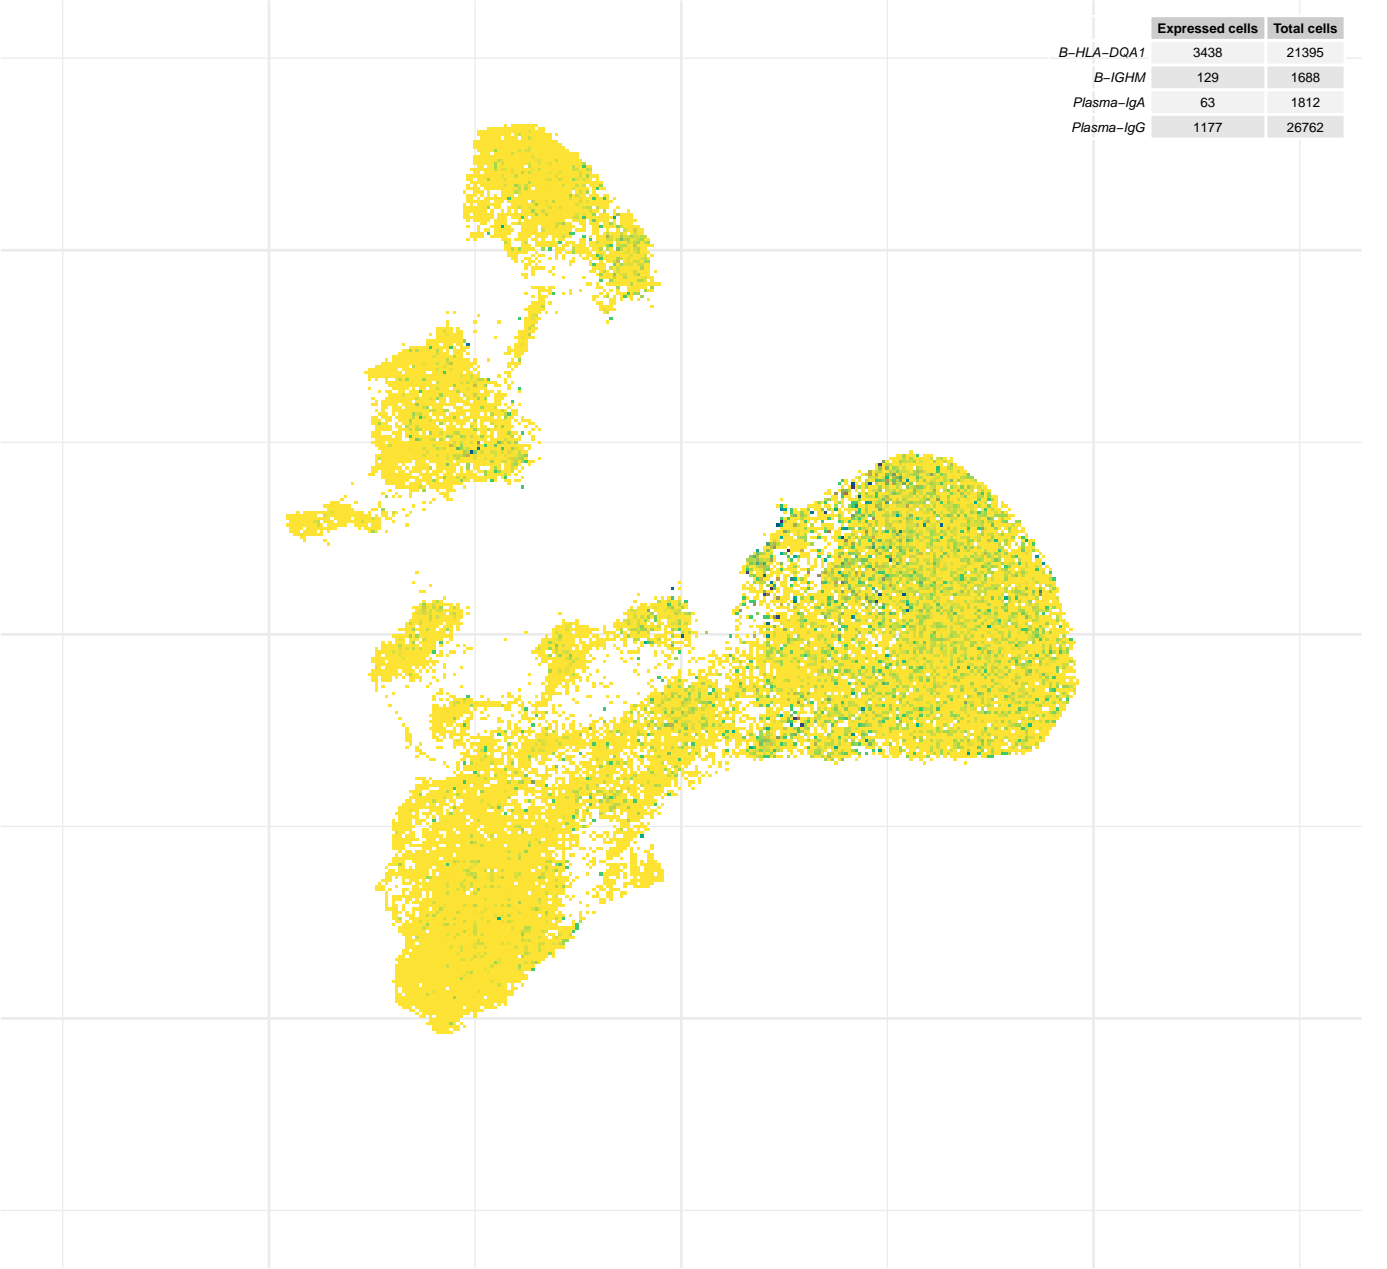 Expressed cells Total cells
B−HLA−DQA1 3438 21395
B−IGHM 129 1688
Plasma−IgA 63 1812
Plasma−IgG 1177 26762